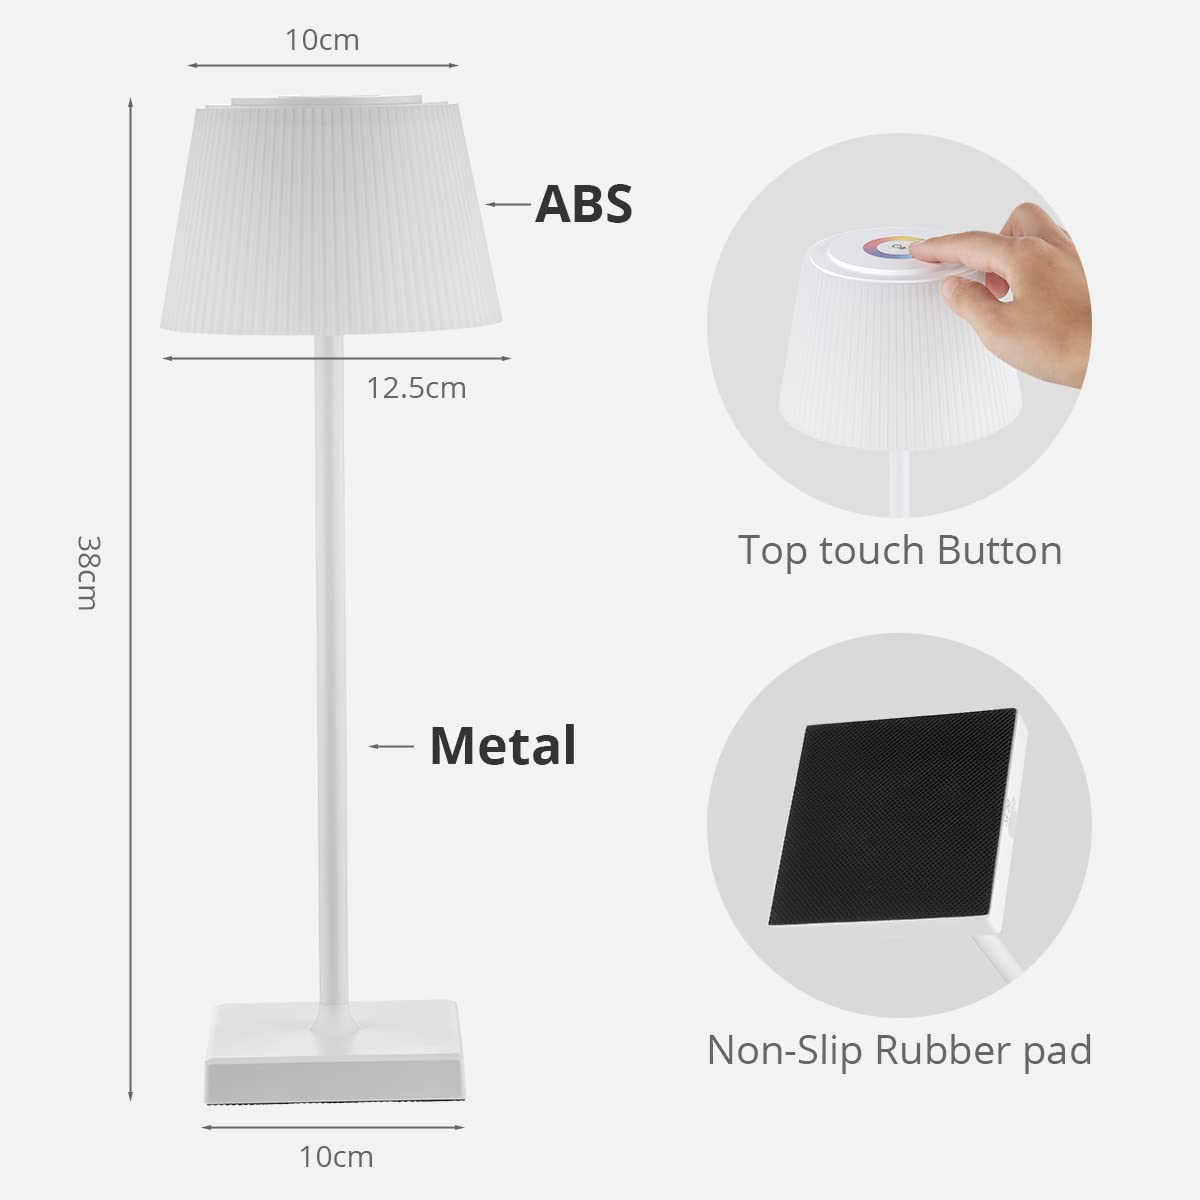 10cm
ABS
12.5cm
38cm
Metal
10cm
Top touch Button
Non-Slip Rubber pad